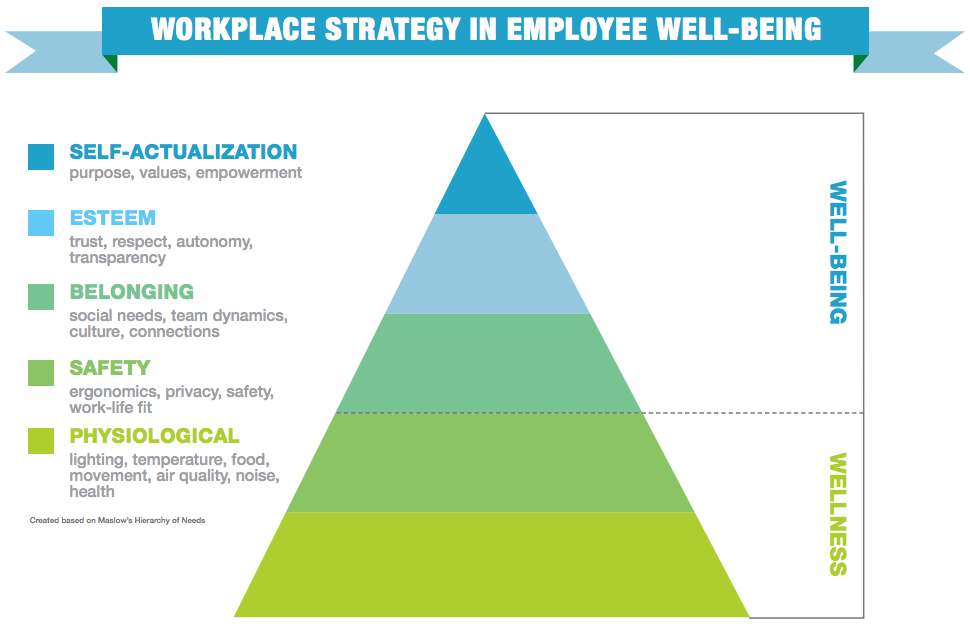 WORKPLACE STRATEGY IN EMPLOYEE WELL-BEING
SELF-ACTUALIZATION
purpose, values, empowerment
ESTEEM
trust, respect, autonomy,
transparency
BELONGING
social needs, team dynamics,
culture, connections
SAFETY
ergonomics, privacy, safety,
work-life fit
PHYSIOLOGICAL
lighting, temperature, food,
movement, air quality, noise,
health
Created based on Maslow's Hierarchy of Needs
WELL-BEING
WELLNESS